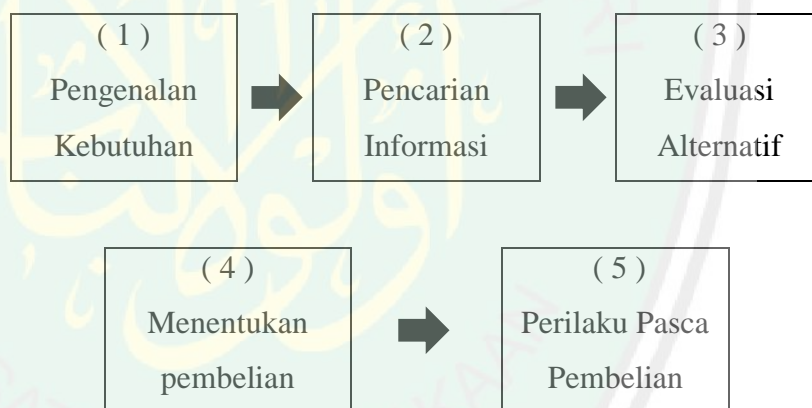 ( 1 )
Pengenalan
Kebutuhan
( 2 )
Pencarian
Informasi
( 3 )
Evaluasi
Alternatif
( 4 )
Menentukan
pembelian
( 5 )
Perilaku Pasca
Pembelian